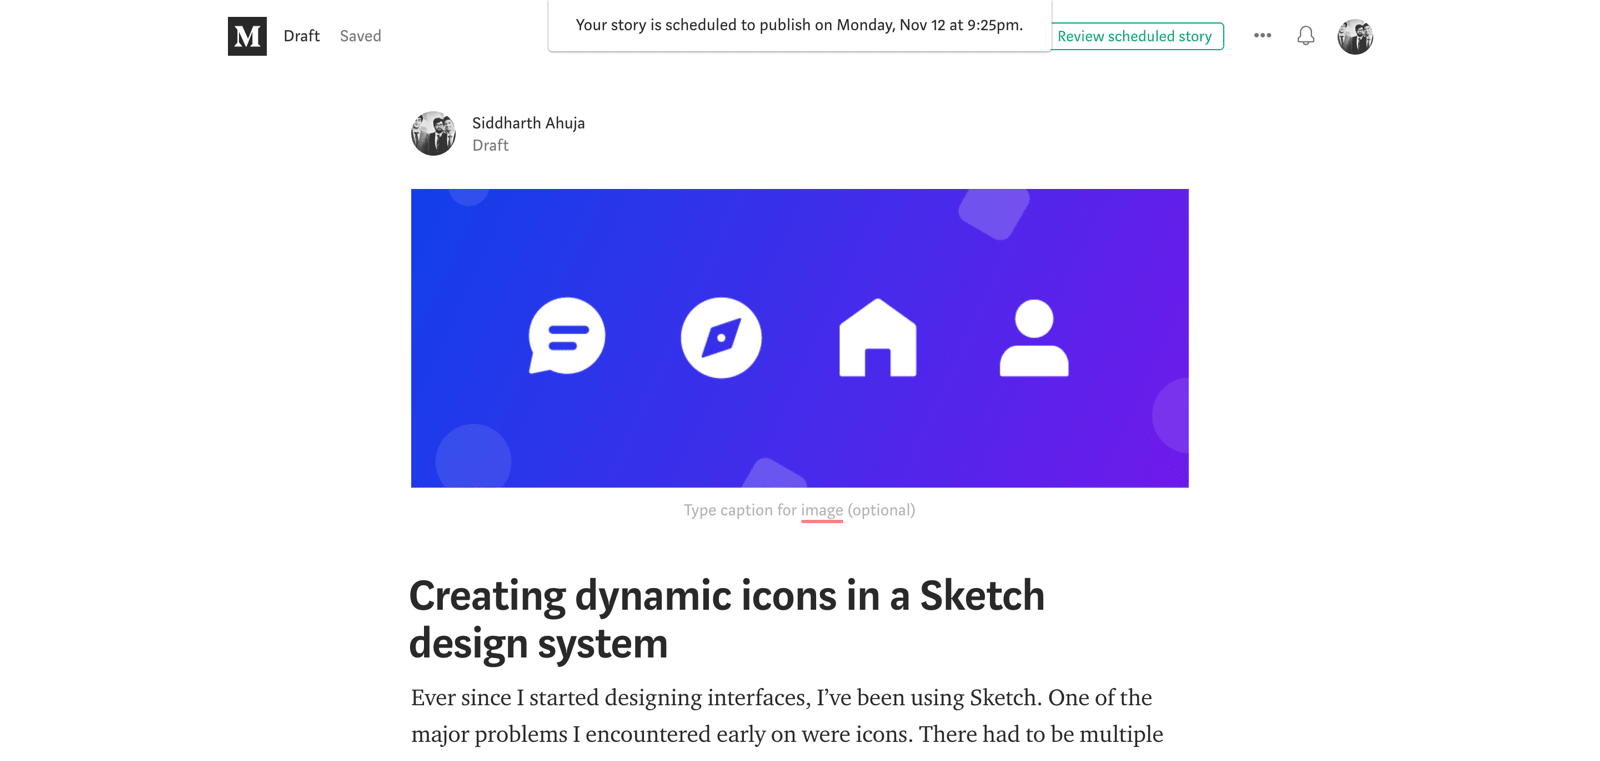 M Draft Saved
Your story is scheduled to publish on Monday, Nov 12 at 9:25pm.
Review scheduled story
Siddharth Ahuja
Draft
Type caption for image (optional)
Creating dynamic icons in a Sketch
design system
Ever since I started designing interfaces, I’ve been using Sketch. One of the
major problems I encountered early on were icons. There had to be multiple